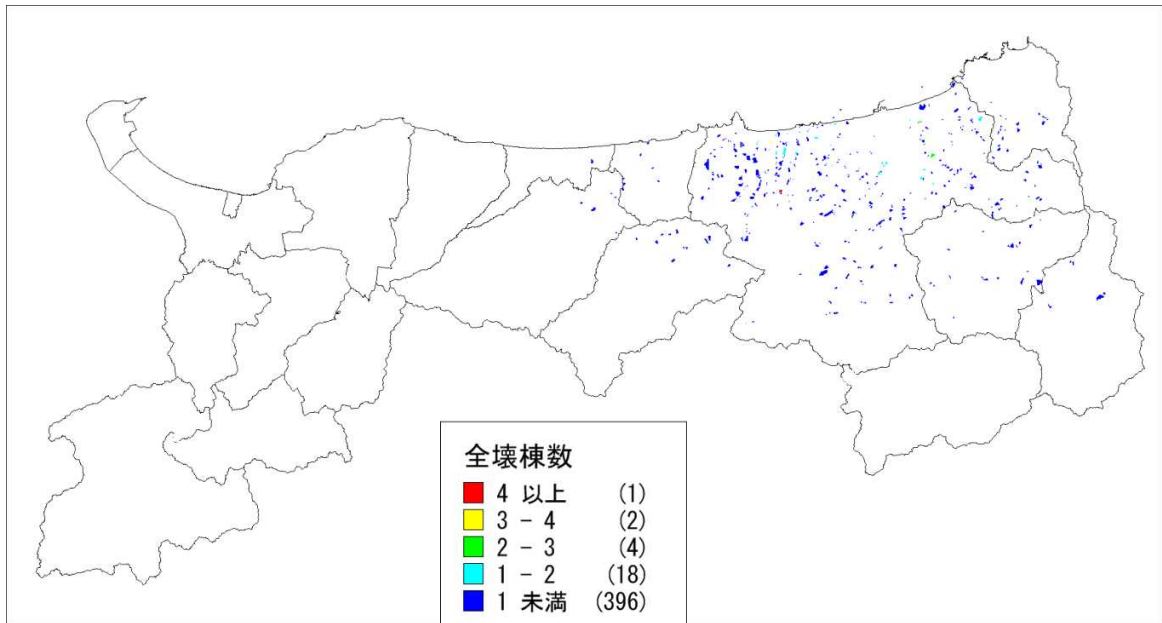 全壊棟数
4 以上 (1)
3 - 4 (2)
2 - 3 (4)
1 - 2 (18)
1 未満 (396)